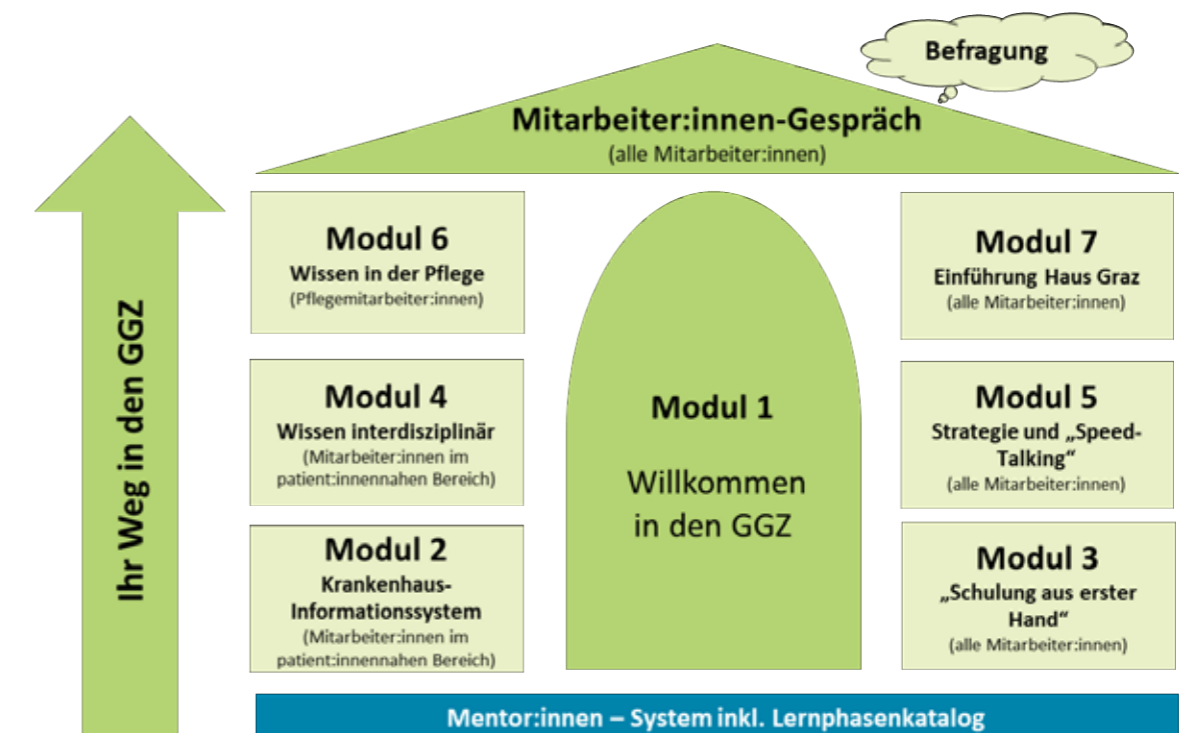 Befragung
Mitarbeiter:innen-Gespräch
(alle Mitarbeiter:innen)
Ihr Weg in den GGZ
Modul 6
Wissen in der Pflege
(Pflegemitarbeiter:innen)
Modul 4
Wissen interdisziplinär
(Mitarbeiter:innen im
patient:innennahen Bereich)
Modul 2
Krankenhaus-
Informationssystem
(Mitarbeiter:innen im
patient:innennahen Bereich)
Modul 1
Willkommen
in den GGZ
Modul 7
Einführung Haus Graz
(alle Mitarbeiter:innen)
Modul 5
Strategie und „Speed-
Talking“
(alle Mitarbeiter:innen)
Modul 3
„Schulung aus erster
Hand“
(alle Mitarbeiter:innen)
Mentor:innen – System inkl. Lernphasenkatalog